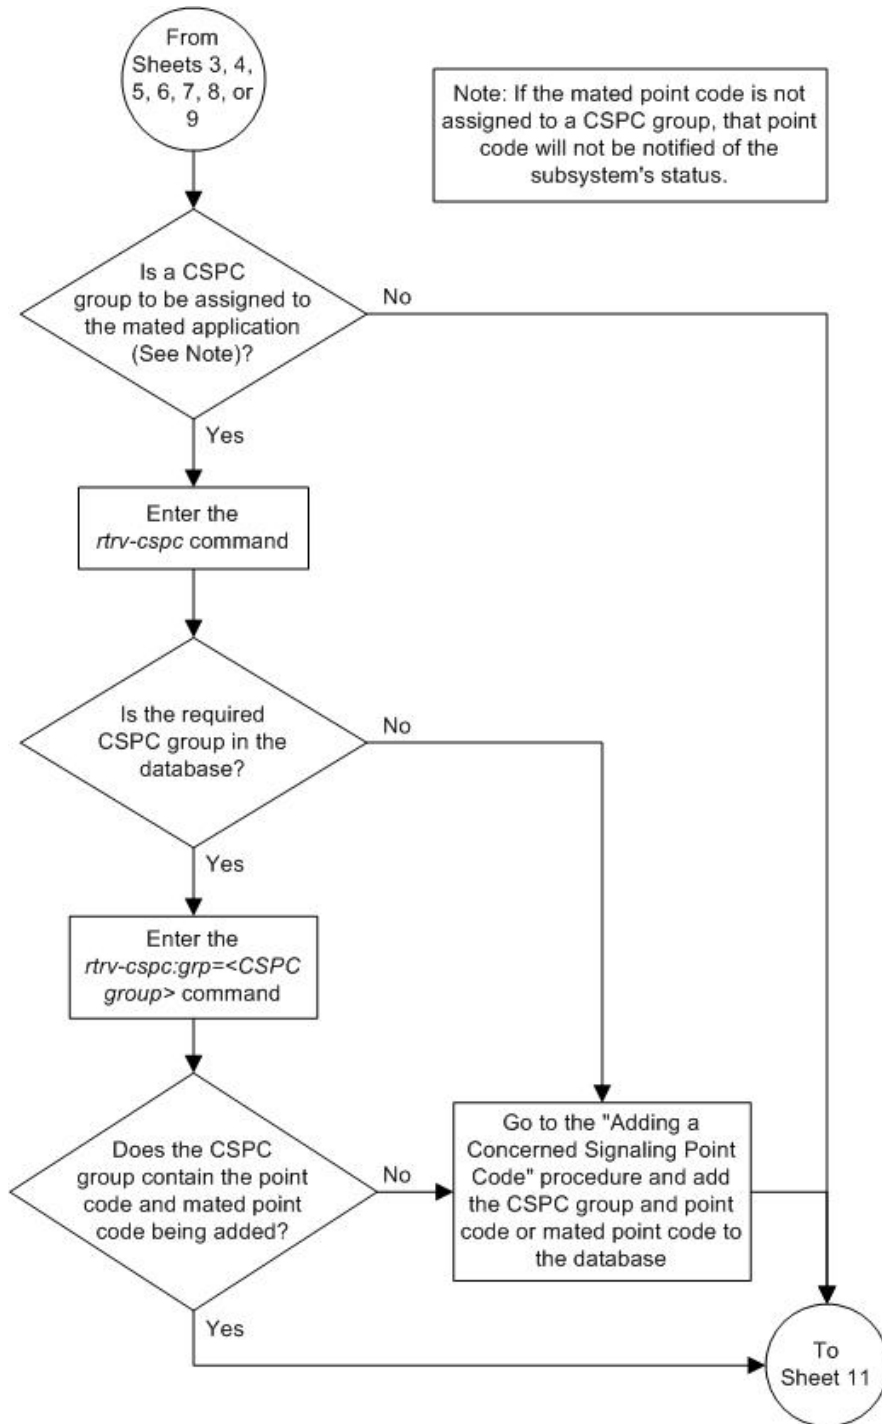 From
Sheets 3, 4,
5, 6, 7, 8, or
9
Note: If the mated point code is not
assigned to a CSPC group, that point
code will not be notified of the
subsystem's status.
Is a CSPC
group to be assigned to
the mated application
(See Note)?
No
Yes
Enter the
rtrv-cspc command
Is the required
CSPC group in the
database?
No
Yes
Enter the
rtrv-cspc:grp=<CSPC
group> command
Does the CSPC
group contain the point
code and mated point
code being added?
No
Go to the "Adding a
Concerned Signaling Point
Code" procedure and add
the CSPC group and point
code or mated point code to
the database
Yes
To
Sheet 11